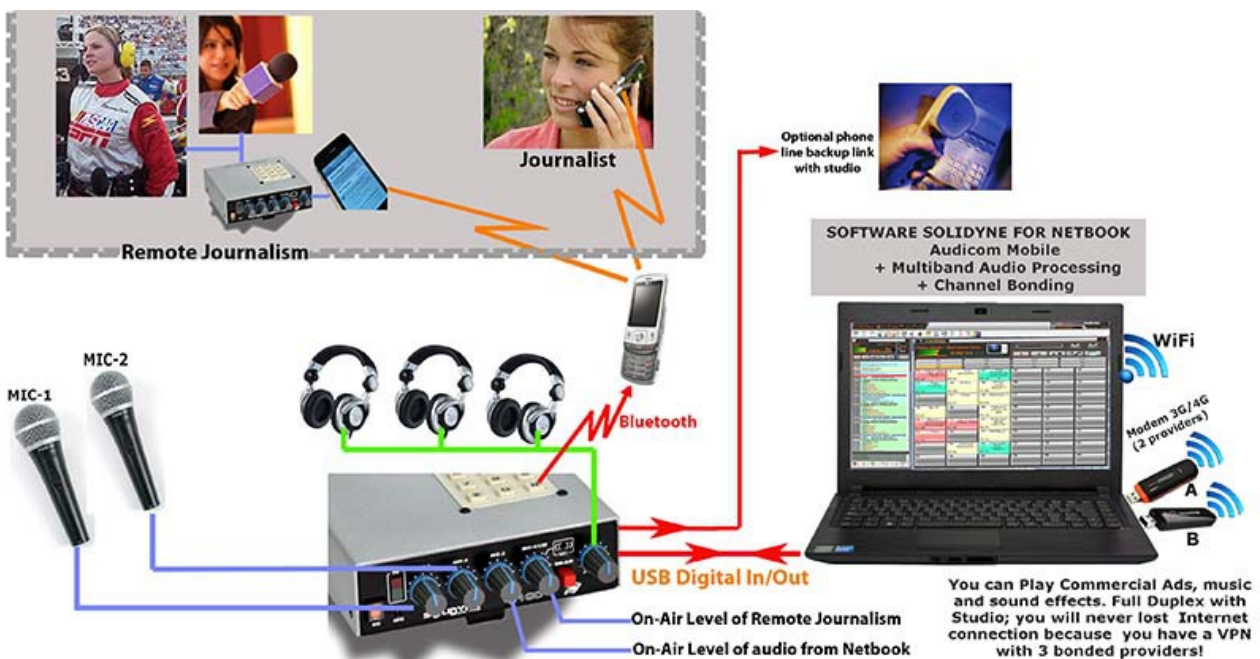 ESPN
Journalist
Remote Journalism
Optional phone
line backup link
with studio
SOFTWARE SOLIDYNE FOR NETBOOK
Audicom Mobile
+ Multiband Audio Processing
+ Channel Bonding
WiFi
Modem 3G/4G
(2 providers)
A
B
MIC-1
MIC-2
Bluetooth
USB Digital In/Out
On-Air Level of Remote Journalism
On-Air Level of audio from Netbook
You can Play Commercial Ads, music
and sound effects. Full Duplex with
Studio; you will never lost Internet
connection because you have a VPN
with 3 bonded providers!